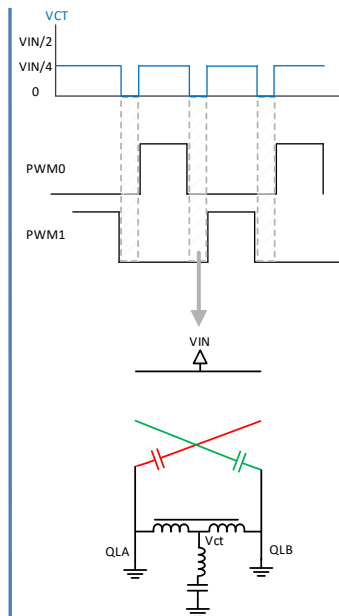 VCT
VIN/2
VIN/4
0
PWM0
PWM1
VIN
Vct
QLA
QLB